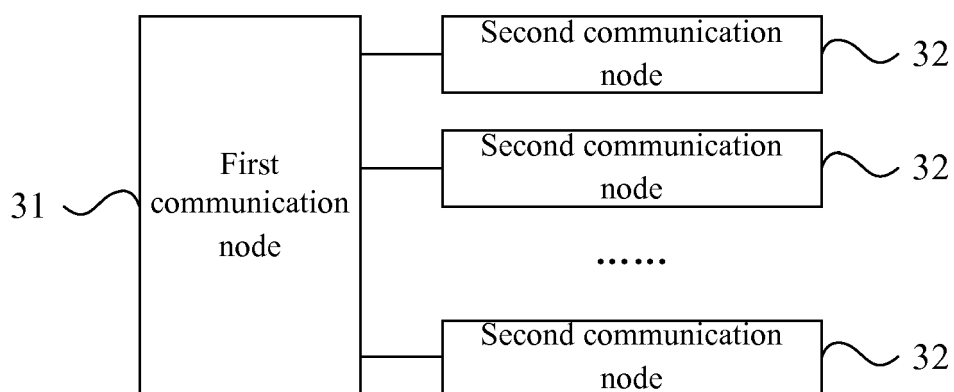 Second communication
node
32
Second communication
node
32
31
First
communication
node
......
Second communication
node
32